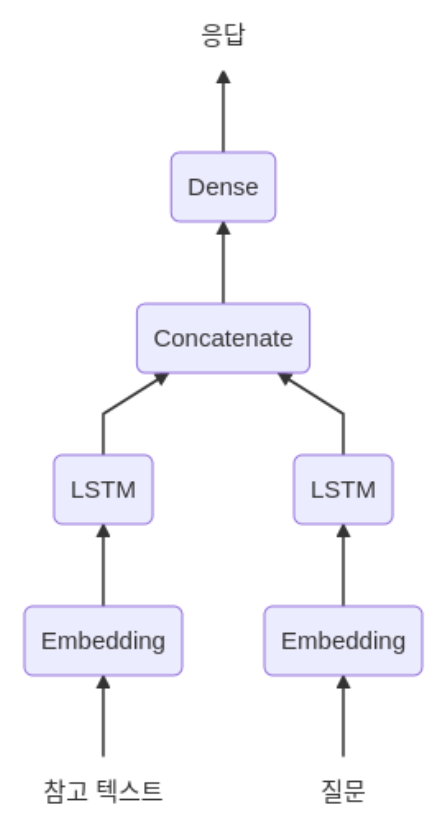 응답
Dense
Concatenate
LSTM LSTM
Embedding Embedding
참고 텍스트 질문